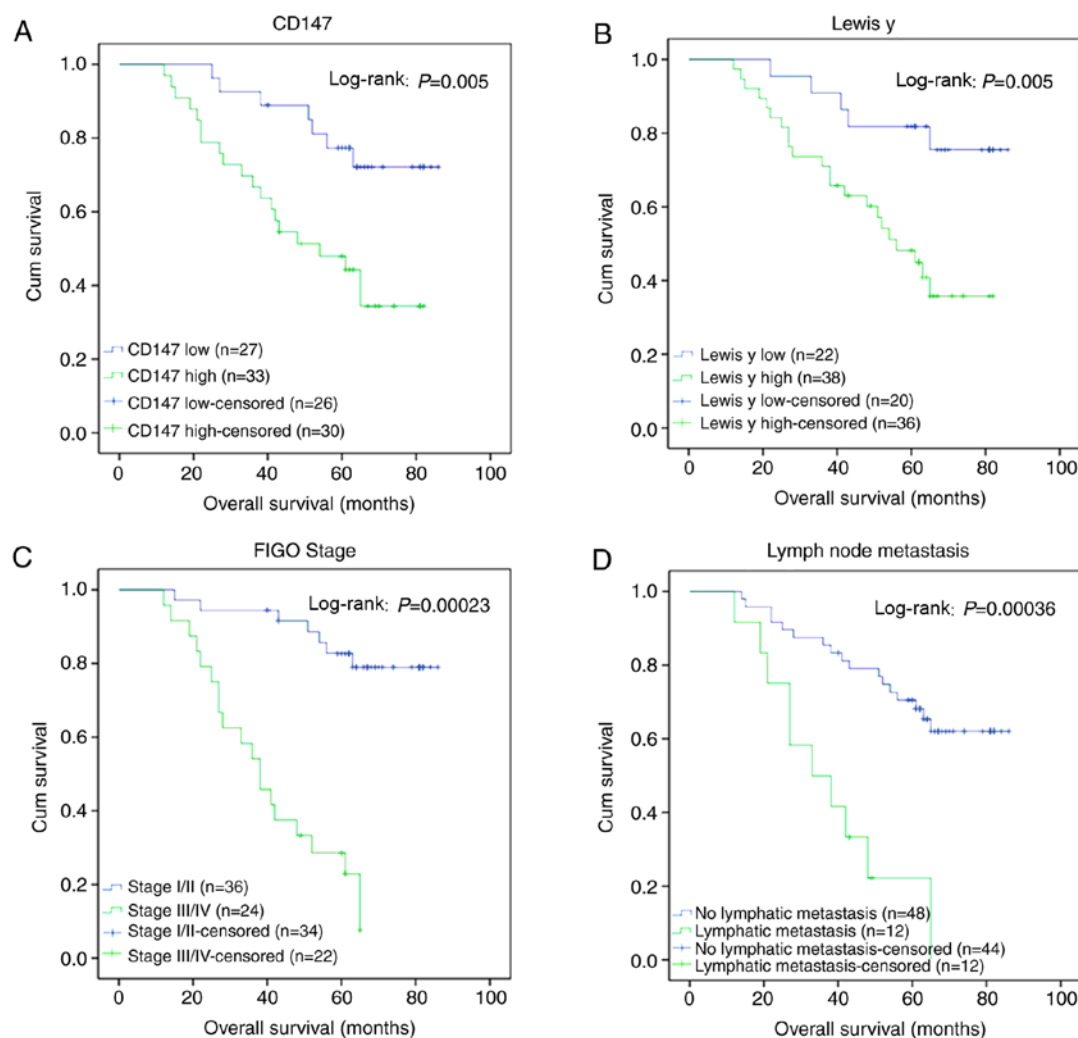 A
CD147
Log-rank: P=0.005
1.0
0.8
0.6
0.4
0.2
0.0
Cum survival
CD147 low (n=27)
CD147 high (n=33)
CD147 low-censored (n=26)
CD147 high-censored (n=30)
0 20 40 60 80 100
Overall survival (months)
B
Lewis y
Log-rank: P=0.005
1.0
0.8
0.6
0.4
0.2
0.0
Cum survival
Lewis y low (n=22)
Lewis y high (n=38)
Lewis y low-censored (n=20)
Lewis y high-censored (n=36)
0 20 40 60 80 100
Overall survival (months)
C
FIGO Stage
Log-rank: P=0.00023
1.0
0.8
0.6
0.4
0.2
0.0
Cum survival
Stage I/II (n=36)
Stage III/IV (n=24)
Stage I/II-censored (n=34)
Stage III/IV-censored (n=22)
0 20 40 60 80 100
Overall survival (months)
D
Lymph node metastasis
Log-rank: P=0.00036
1.0
0.8
0.6
0.4
0.2
0.0
Cum survival
No lymphatic metastasis (n=48)
Lymphatic metastasis (n=12)
No lymphatic metastasis-censored (n=44)
Lymphatic metastasis-censored (n=12)
0 20 40 60 80 100
Overall survival (months)